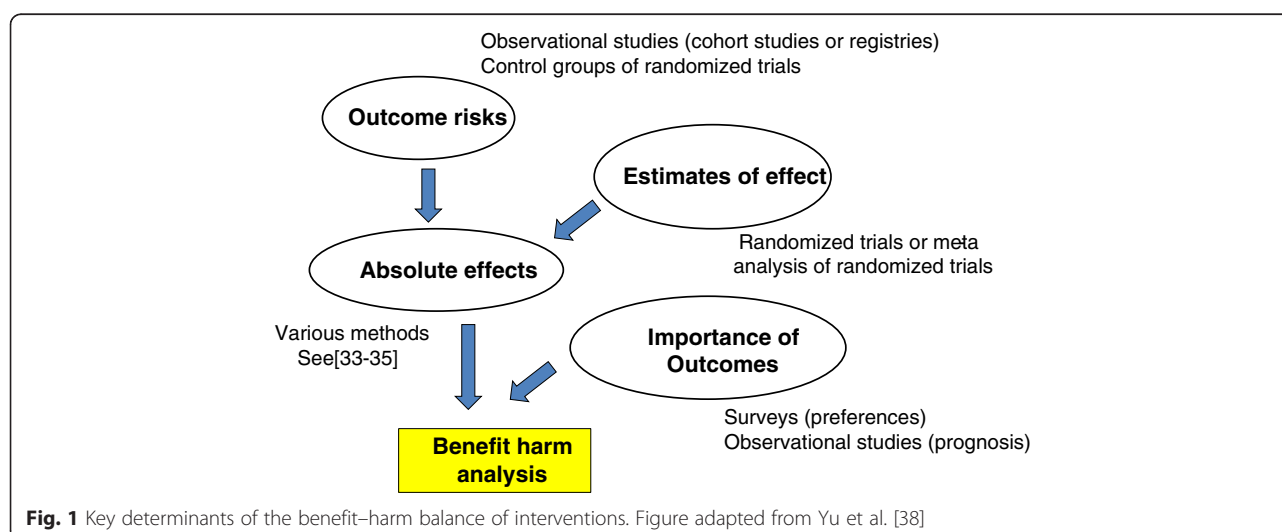 Observational studies (cohort studies or registries)
Control groups of randomized trials
Outcome risks
Estimates of effect
Randomized trials or meta
analysis of randomized trials
Absolute effects
Various methods
See[33-35]
Importance of
Outcomes
Surveys (preferences)
Observational studies (prognosis)
Benefit harm
analysis
Fig. 1 Key determinants of the benefit–harm balance of interventions. Figure adapted from Yu et al. [38]